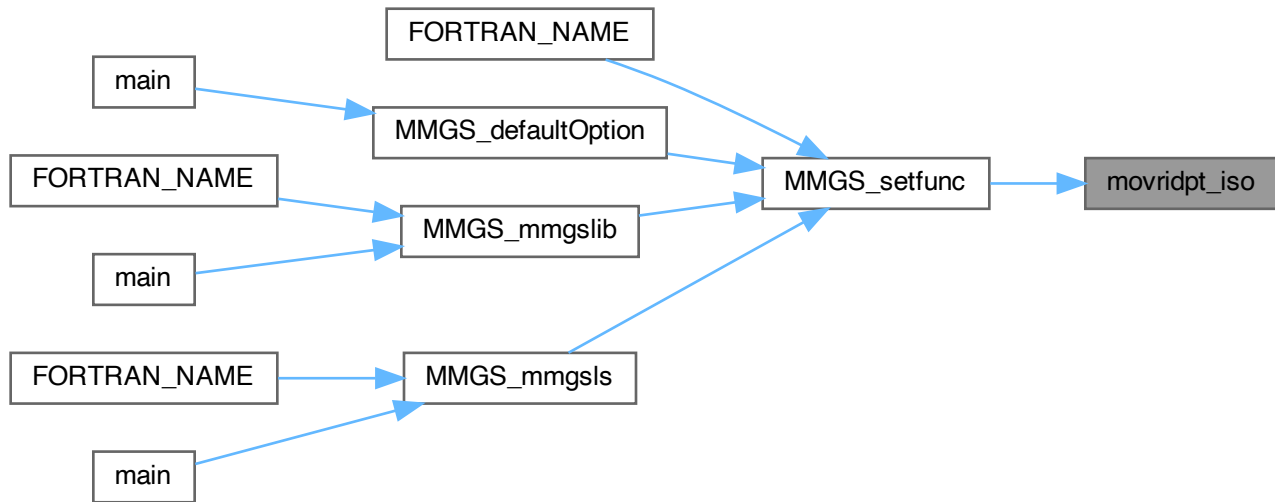 FORTRAN_NAME
main
MMGS_defaultOption
FORTRAN_NAME
MMGS_setfunc
movridpt_iso
MMGS_mmgslib
main
FORTRAN_NAME
MMGS_mmgsls
main